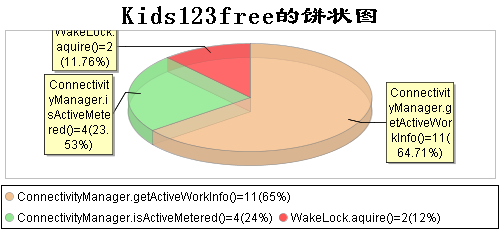 Kids123free的饼状图
WakeLock.
aquire()=2
(11.76%)
Connectivit
yManager.i
sActiveMete
red()=4(23.
53%)
Connectivit
yManager.g
etActiveWor
kInfo()=11(
64.71%)
ConnectivityManager.getActiveWorkInfo()=11(65%)
ConnectivityManager.isActiveMetered()=4(24%)
WakeLock.aquire()=2(12%)